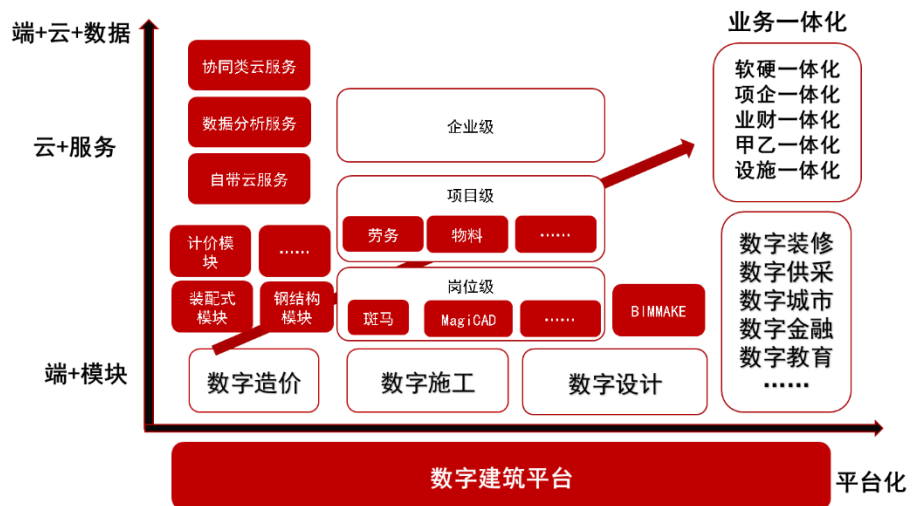 端+云+数据
云+服务
端+模块
协同类云服务
数据分析服务
自带云服务
计价模
块
……
装配式
模块
钢结构
模块
数字造价
企业级
项目级
劳务
物料
……
岗位级
斑马
MagiCAD
……
数字施工
BIMMAKE
数字设计
业务一体化
软硬一体化
项企一体化
业财一体化
甲乙一体化
设施一体化
数字装修
数字供采
数字城市
数字金融
数字教育
……
数字建筑平台
平台化